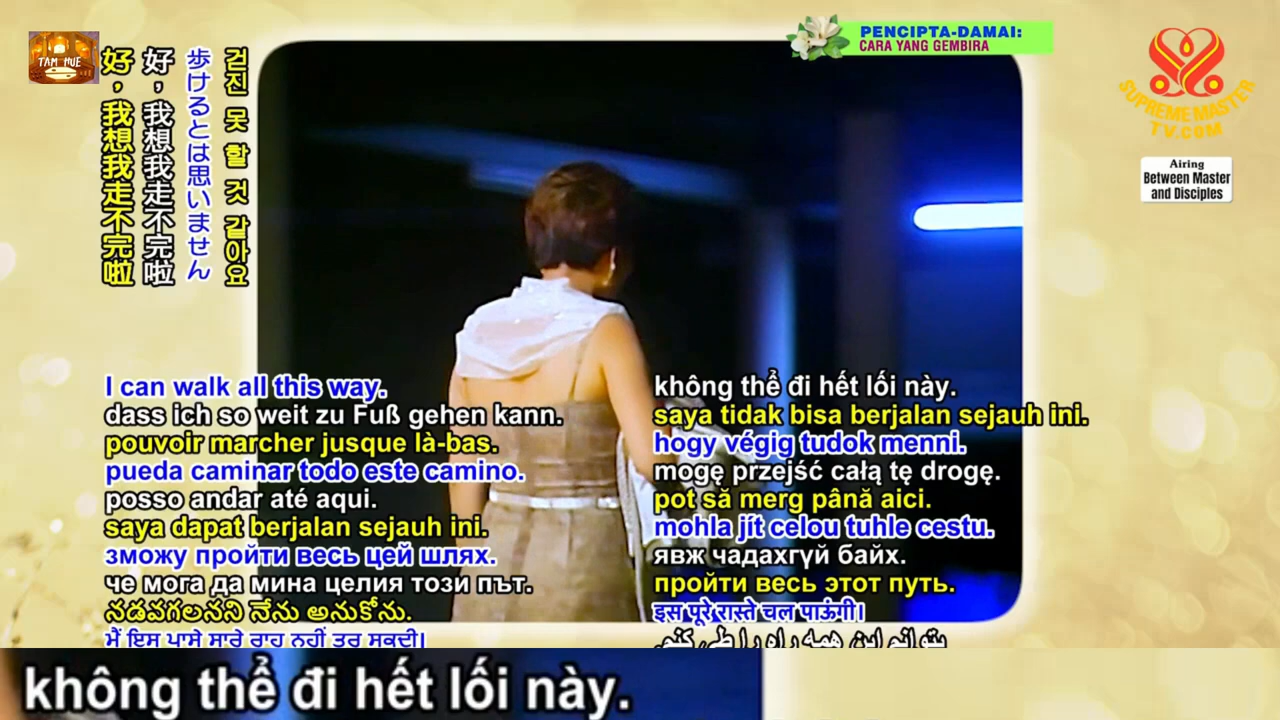 TAM HUE
PENCIPTA-DAMAI:
CARA YANG GEMBIRA
SUPREME MASTER
TV.COM
Airing
Between Master
and Disciples
好，我想我走不完啦
好，我想我走不完啦
歩けるとは思いません
걷진 못 할 것 같아요
I can walk all this way.
dass ich so weit zu Fuß gehen kann.
pouvoir marcher jusque là-bas.
pueda caminar todo este camino.
posso andar até aqui.
saya dapat berjalan sejauh ini.
зможу пройти весь цей шлях.
че мога да мина целия този път.
నడవగలనని నేను అనుకోను.
ਮੈਂ ਇਸ ਪਾਸੇ ਸਾਰੇ ਰਾਹ ਨਹੀਂ ਤੁਰ ਸਕਦੀ।
không thể đi hết lối này.
saya tidak bisa berjalan sejauh ini.
hogy végig tudok menni.
mogę przejść całą tę drogę.
pot să merg până aici.
mohla jít celou tuhle cestu.
явж чадахгүй байх.
пройти весь этот путь.
इस पूरे रास्ते चल पाऊंगी।
بتوانم این همه راه را طی کنم.
không thể đi hết lối này.